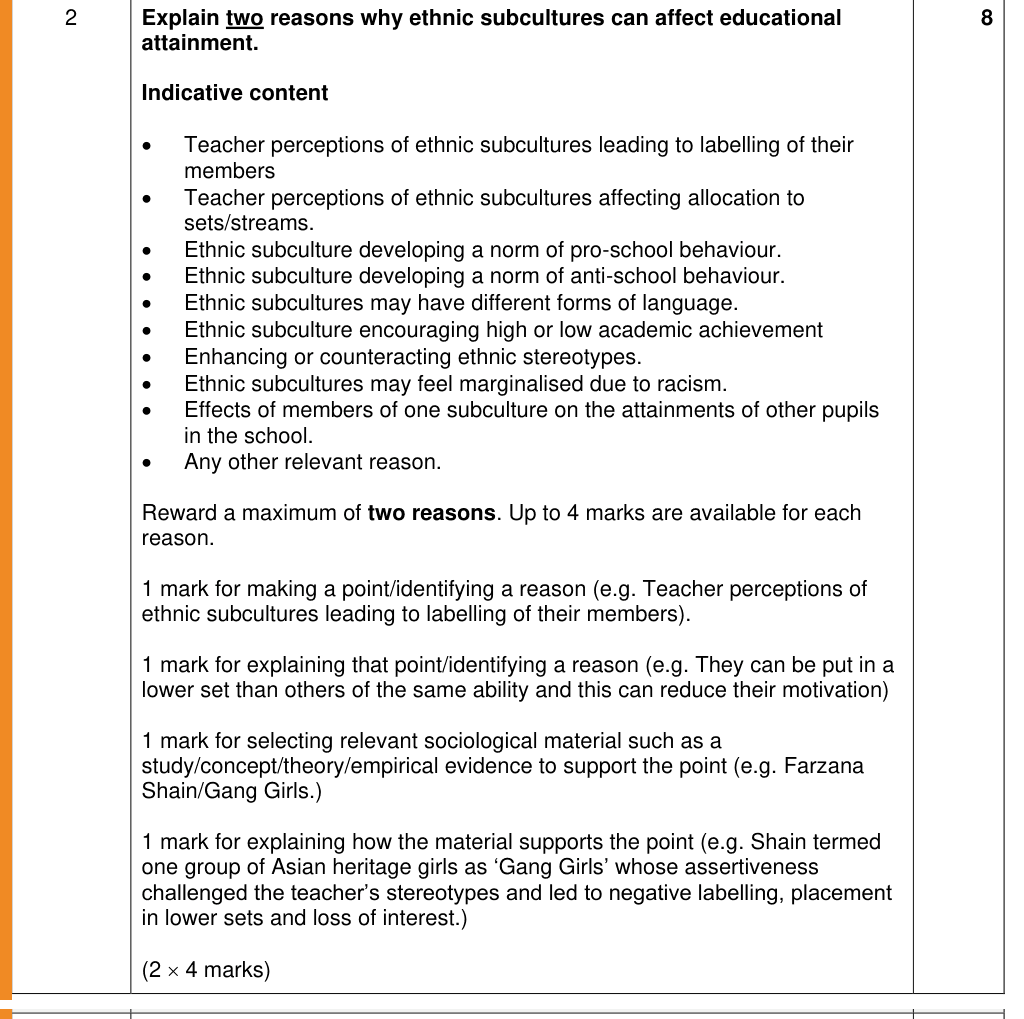 2
Explain two reasons why ethnic subcultures can affect educational
attainment.
8
Indicative content
• Teacher perceptions of ethnic subcultures leading to labelling of their
members
• Teacher perceptions of ethnic subcultures affecting allocation to
sets/streams.
• Ethnic subculture developing a norm of pro-school behaviour.
• Ethnic subculture developing a norm of anti-school behaviour.
• Ethnic subcultures may have different forms of language.
• Ethnic subculture encouraging high or low academic achievement
• Enhancing or counteracting ethnic stereotypes.
• Ethnic subcultures may feel marginalised due to racism.
• Effects of members of one subculture on the attainments of other pupils
in the school.
• Any other relevant reason.
Reward a maximum of two reasons. Up to 4 marks are available for each
reason.
1 mark for making a point/identifying a reason (e.g. Teacher perceptions of
ethnic subcultures leading to labelling of their members).
1 mark for explaining that point/identifying a reason (e.g. They can be put in a
lower set than others of the same ability and this can reduce their motivation)
1 mark for selecting relevant sociological material such as a
study/concept/theory/empirical evidence to support the point (e.g. Farzana
Shain/Gang Girls.)
1 mark for explaining how the material supports the point (e.g. Shain termed
one group of Asian heritage girls as ‘Gang Girls’ whose assertiveness
challenged the teacher’s stereotypes and led to negative labelling, placement
in lower sets and loss of interest.)
(2 × 4 marks)